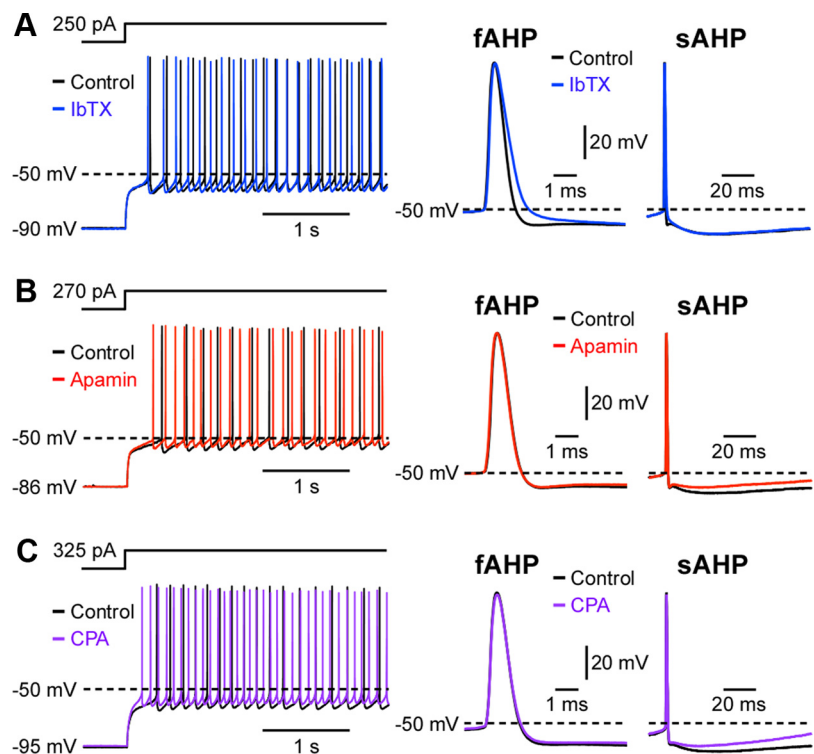 A
250 pA
Control
IbTX
-50 mV
-90 mV
1 s
fAHP
sAHP
Control
IbTX
20 mV
1 ms
20 ms
-50 mV
B
270 pA
Control
Apamin
-50 mV
-86 mV
1 s
fAHP
sAHP
Control
Apamin
20 mV
1 ms
20 ms
-50 mV
C
325 pA
Control
CPA
-50 mV
-95 mV
1 s
fAHP
sAHP
Control
CPA
20 mV
1 ms
20 ms
-50 mV